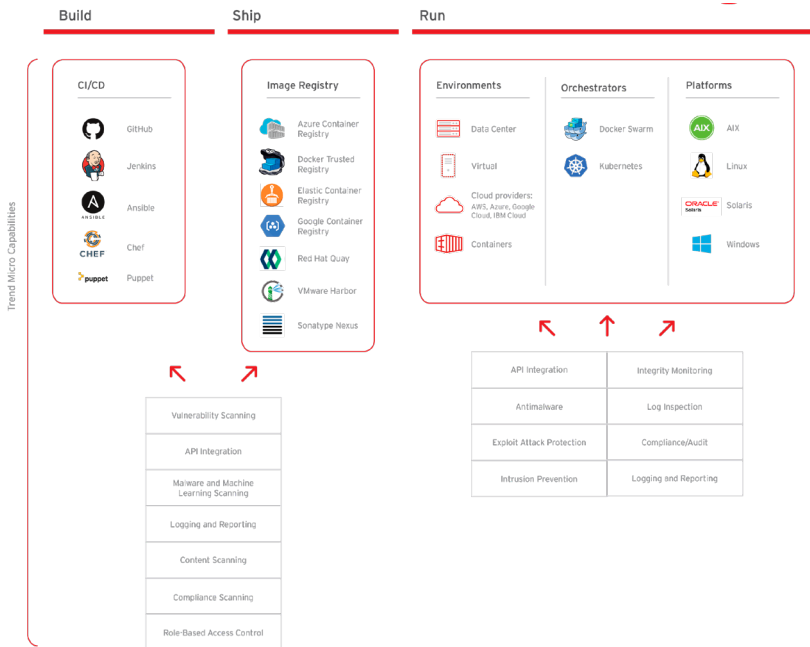 Build
Ship
Run
Trend Micro Capabilities
CI/CD
GitHub
Jenkins
ANSIBLE
Ansible
CHEF
Chef
puppet
Puppet
Image Registry
Azure Container
Registry
Docker Trusted
Registry
Elastic Container
Registry
Google Container
Registry
Red Hat Quay
VMware Harbor
Sonatype Nexus
Environments
Data Center
Virtual
Cloud providers:
AWS, Azure, Google
Cloud, IBM Cloud
Containers
Orchestrators
Docker Swarm
Kubernetes
Platforms
AIX
AIX
Linux
ORACLE
Solaris
Solaris
Windows
Vulnerability Scanning
API Integration
Malware and Machine
Learning Scanning
Logging and Reporting
Content Scanning
Compliance Scanning
Role-Based Access Control
API Integration
Integrity Monitoring
Antimalware
Log Inspection
Exploit Attack Protection
Compliance/Audit
Intrusion Prevention
Logging and Reporting